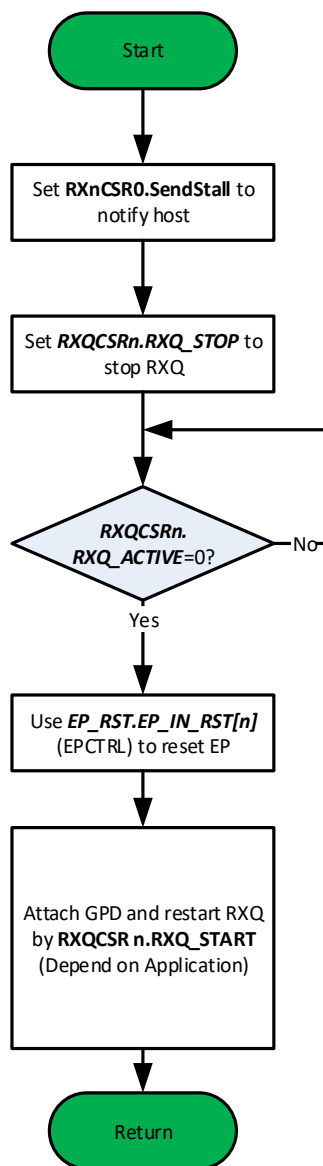 Start
Set RXnCSR0.SendStall to
notify host
Set RXQCSRn.RXQ_STOP to
stop RXQ
RXQCSRn.
RXQ_ACTIVE=0?
No
Yes
Use EP_RST.EP_IN_RST[n]
(EPCTRL) to reset EP
Attach GPD and restart RXQ
by RXQCSR n.RXQ_START
(Depend on Application)
Return